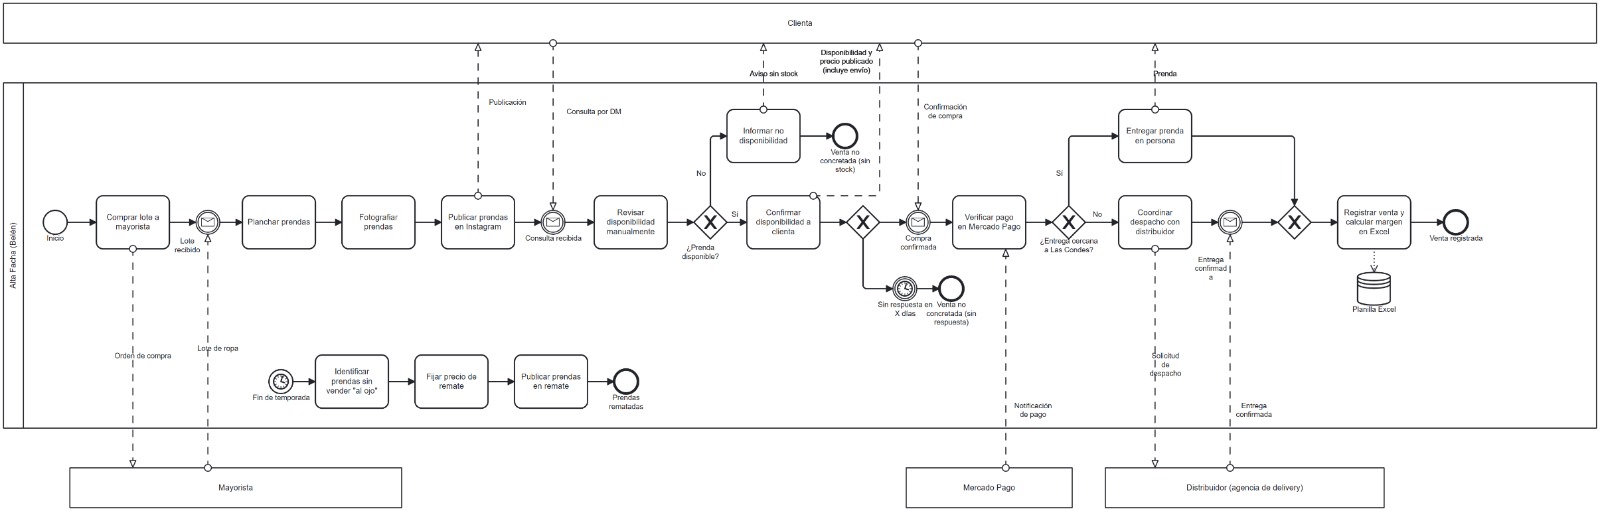 Clienta
Disponibilidad y
precio publicado
(incluye envío)
Aviso sin stock
Prenda
Publicación
Consulta por DM
Confirmación
de compra
Alta Facha (Belén)
Informar no
disponibilidad
Venta no
concretada (sin
stock)
Entregar prenda
en persona
No
Sí
Inicio
Comprar lote a
mayorista
Lote
recibido
Planchar prendas
Fotografiar
prendas
Publicar prendas
en Instagram
Consulta recibida
Revisar
disponibilidad
manualmente
¿Prenda
disponible?
Sí
Confirmar
disponibilidad a
clienta
Compra
confirmada
Verificar pago
en Mercado Pago
¿Entrega cercana
a Las Condes?
No
Coordinar
despacho con
distribuidor
Entrega
confirmad
a
Registrar venta y
calcular margen
en Excel
Venta registrada
Sin respuesta en
X días
Venta no
concretada (sin
respuesta)
Planilla Excel
Orden de compra
Lote de ropa
Solicitud
de
despacho
Fin de temporada
Identificar
prendas sin
vender "al ojo"
Fijar precio de
remate
Publicar prendas
en remate
Prendas
rematadas
Notificación
de pago
Entrega
confirmada
Mayorista
Mercado Pago
Distribuidor (agencia de delivery)